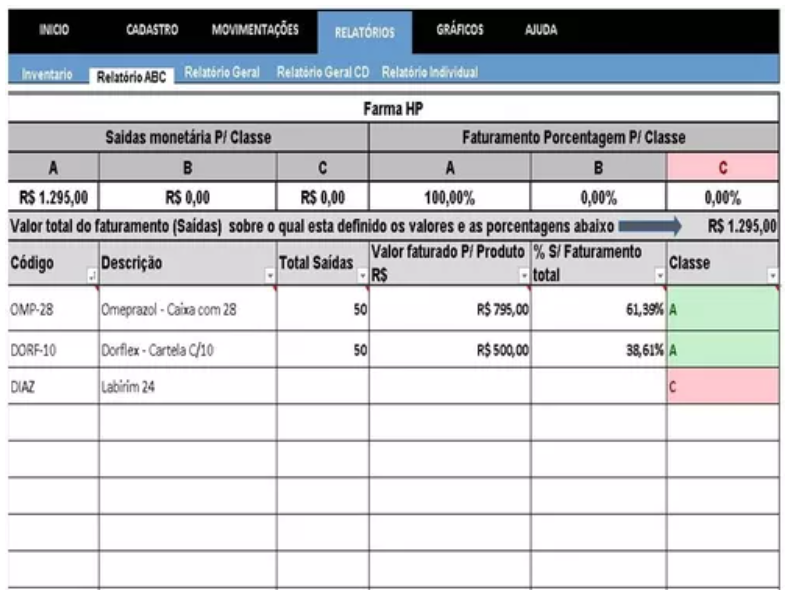 INICIO CADASTRO MOVIMENTAÇÕES RELATÓRIOS GRÁFICOS AJUDA
Inventario Relatório ABC Relatório Geral Relatório Geral CD Relatório Individual
Farma HP
Saidas monetária P/ Classe Faturamento Porcentagem P/ Classe
A B C A B C
R$ 1.295,00 R$ 0,00 R$ 0,00 100,00% 0,00% 0,00%
Valor total do faturamento (Saídas) sobre o qual esta definido os valores e as porcentagens abaixo R$ 1.295,00
Código Descrição Total Saídas Valor faturado P/ Produto R$ % S/ Faturamento total Classe
OMP-28 Omeprazol - Caixa com 28 50 R$ 795,00 61,39% A
DORF-10 Dorflex - Cartela C/10 50 R$ 500,00 38,61% A
DIAZ Labirim 24 C